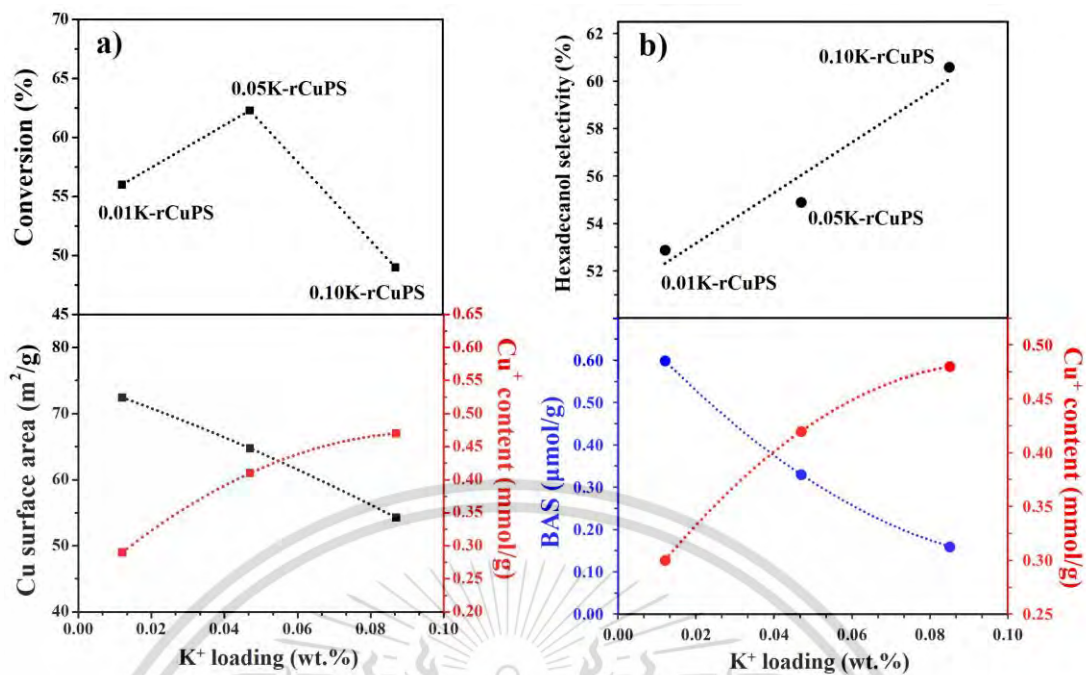 a)
70
65
60
55
50
45
Conversion (%)
0.05K-rCuPS
0.01K-rCuPS
0.10K-rCuPS
80
70
60
50
40
Cu surface area (m²/g)
0.65
0.60
0.55
0.50
0.45
0.40
0.35
0.30
0.25
0.20
Cu⁺ content (mmol/g)
0.00 0.02 0.04 0.06 0.08 0.10
K⁺ loading (wt.%)
b)
62
60
58
56
54
52
Hexadecanol selectivity (%)
0.10K-rCuPS
0.05K-rCuPS
0.01K-rCuPS
0.60
0.50
0.40
0.30
0.20
0.10
0.00
BAS (μmol/g)
0.50
0.45
0.40
0.35
0.30
0.25
Cu⁺ content (mmol/g)
0.00 0.02 0.04 0.06 0.08 0.10
K⁺ loading (wt.%)